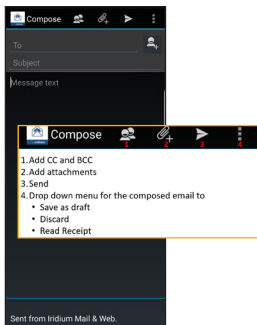 Compose
To
Subject
Message text
Compose
1 2 3 4
1.Add CC and BCC
2.Add attachments
3.Send
4.Drop down menu for the composed email to
• Save as draft
• Discard
• Read Receipt
Sent from Iridium Mail & Web.